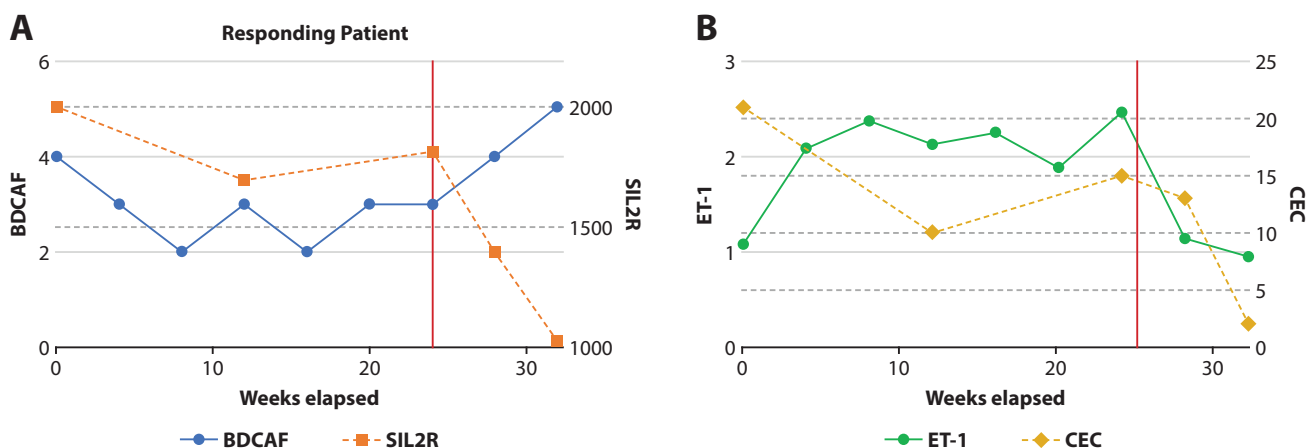 A
Responding Patient
6
4
2
0
BDCAF
2000
1500
1000
SIL2R
0 10 20 30
Weeks elapsed
BDCAF SIL2R
B
3
2
1
0
ET-1
25
20
15
10
5
0
CEC
0 10 20 30
Weeks elapsed
ET-1 CEC